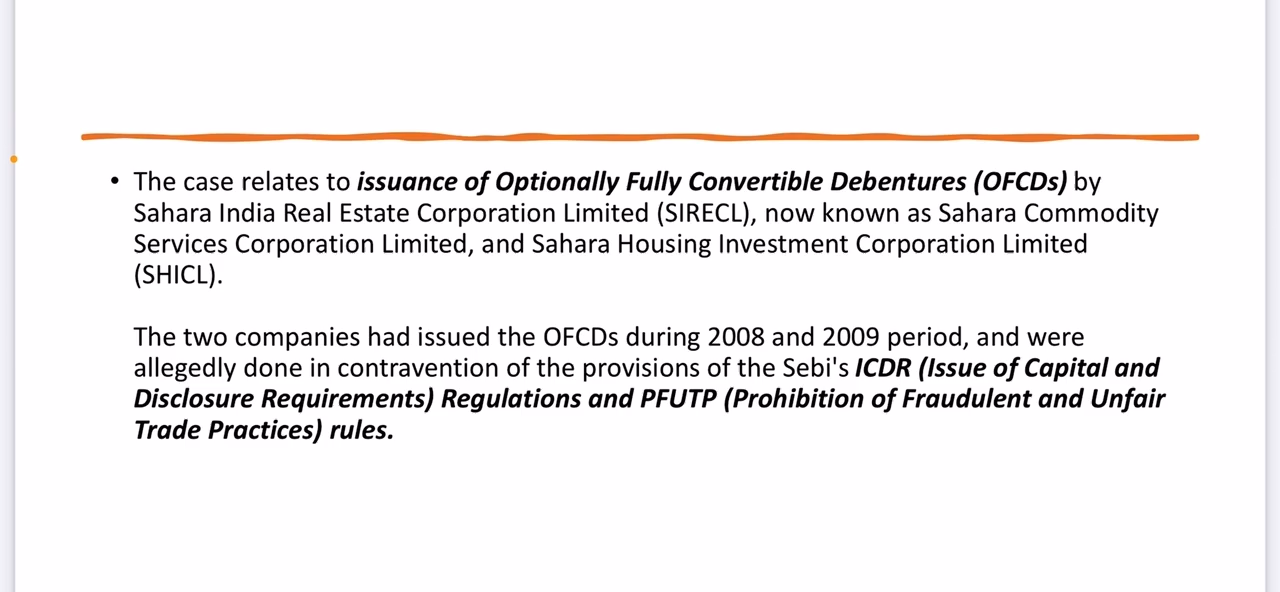 • The case relates to issuance of Optionally Fully Convertible Debentures (OFCDs) by
Sahara India Real Estate Corporation Limited (SIRECL), now known as Sahara Commodity
Services Corporation Limited, and Sahara Housing Investment Corporation Limited
(SHICL).
The two companies had issued the OFCDs during 2008 and 2009 period, and were
allegedly done in contravention of the provisions of the Sebi's ICDR (Issue of Capital and
Disclosure Requirements) Regulations and PFUTP (Prohibition of Fraudulent and Unfair
Trade Practices) rules.